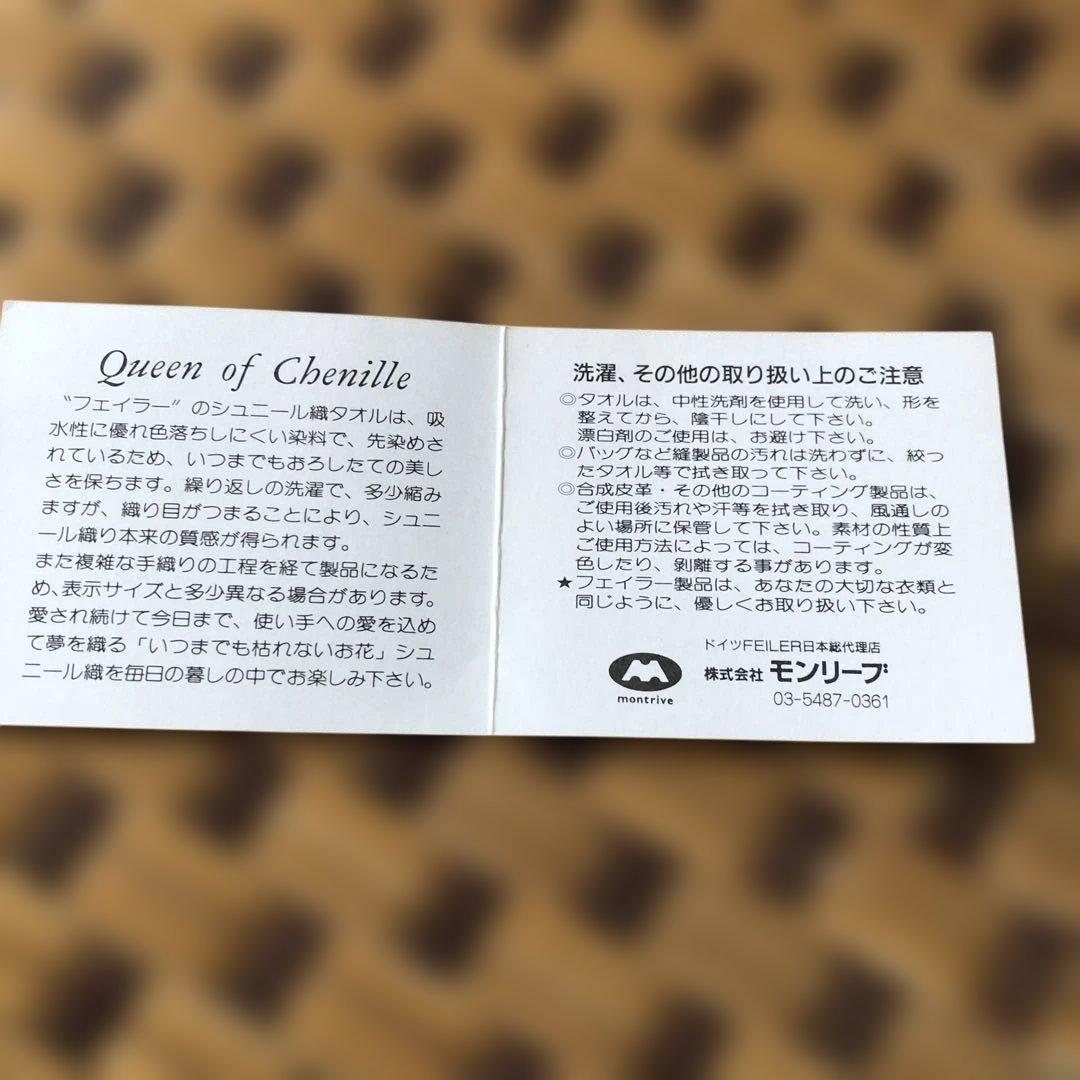 Queen of Chenille
〝フェイラー〟のシュニール織タオルは、吸
水性に優れ色落ちしにくい染料で、先染めさ
れているため、いつまでもおろしたての美し
さを保ちます。繰り返しの洗濯で、多少縮み
ますが、織り目がつまることにより、シュニ
ール織り本来の質感が得られます。
また複雑な手織りの工程を経て製品になるた
め、表示サイズと多少異なる場合があります。
愛され続けて今日まで、使い手への愛を込め
て夢を織る「いつまでも枯れないお花」シュ
ニール織を毎日の暮しの中でお楽しみ下さい。
洗濯、その他の取り扱い上のご注意
◎タオルは、中性洗剤を使用して洗い、形を
整えてから、陰干しにして下さい。
漂白剤のご使用は、お避け下さい。
◎バッグなど縫製品の汚れは洗わずに、絞っ
たタオル等で拭き取って下さい。
◎合成皮革・その他のコーティング製品は、
ご使用後汚れや汗等を拭き取り、風通しの
よい場所に保管して下さい。素材の性質上
ご使用方法によっては、コーティングが変
色したり、剝離する事があります。
★フェイラー製品は、あなたの大切な衣類と
同じように、優しくお取り扱い下さい。
ドイツFEILER日本総代理店
株式会社 モンリーブ
montrive
03-5487-0361